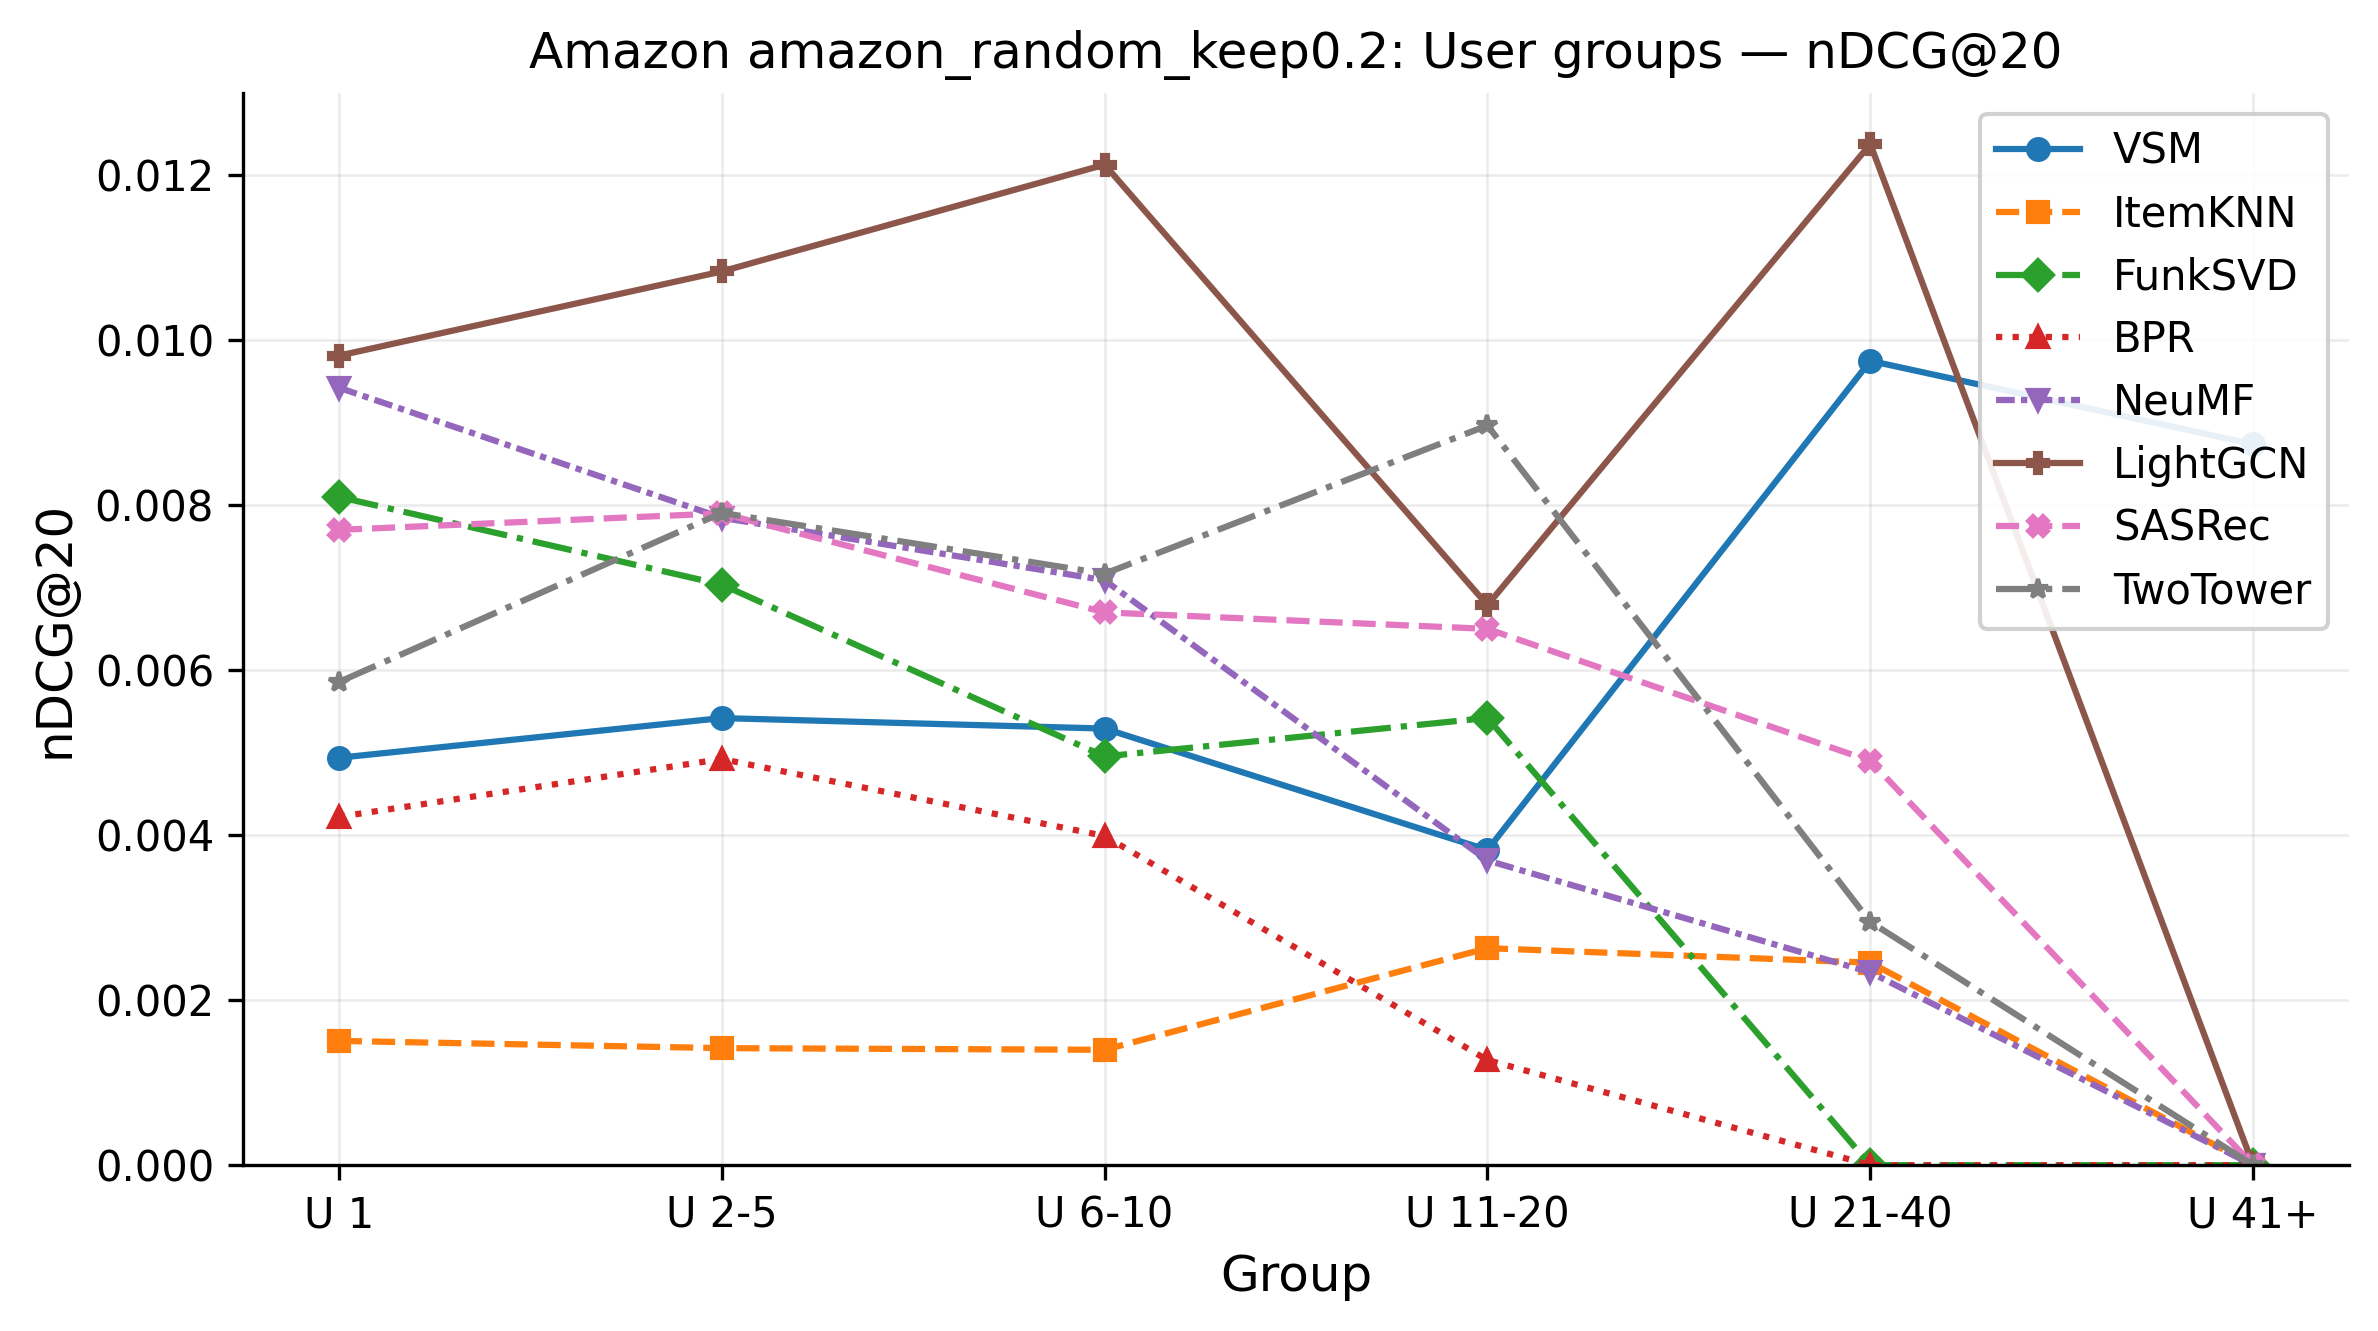 Amazon amazon_random_keep0.2: User groups — nDCG@20
nDCG@20
0.012
0.010
0.008
0.006
0.004
0.002
0.000
VSM
ItemKNN
FunkSVD
BPR
NeuMF
LightGCN
SASRec
TwoTower
U 1
U 2-5
U 6-10
U 11-20
U 21-40
U 41+
Group